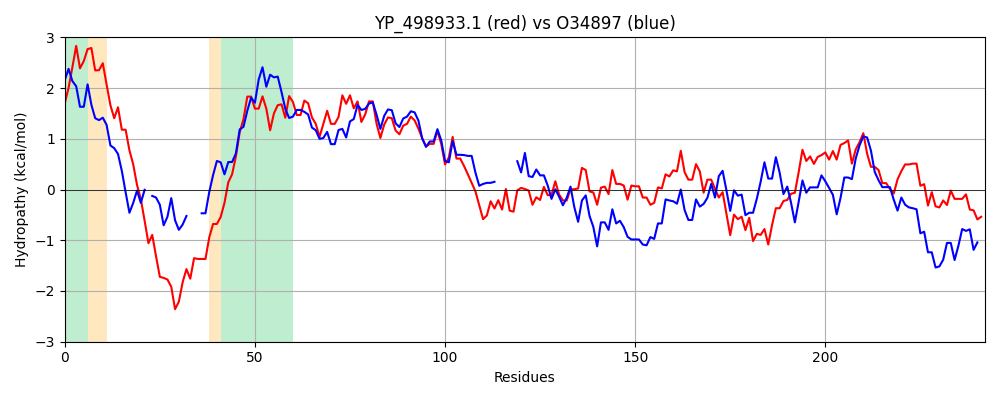 YP_498933.1 (red) vs O34897 (blue)
Hydropathy (kcal/mol)
3
2
1
0
−1
−2
−3
0 50 100 150 200
Residues